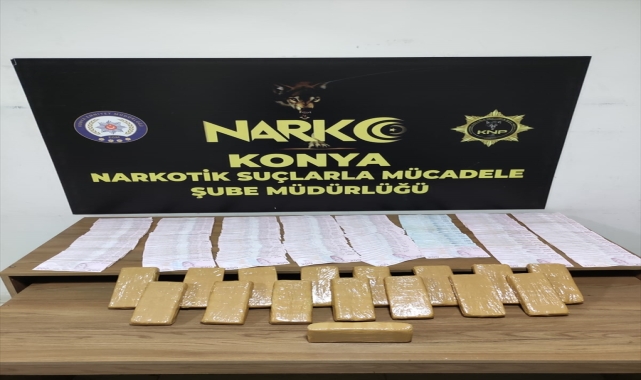 NARKO
KONYA
NARKOTİK SUÇLARLA MÜCADELE
ŞUBE MÜDÜRLÜĞÜ
KNP